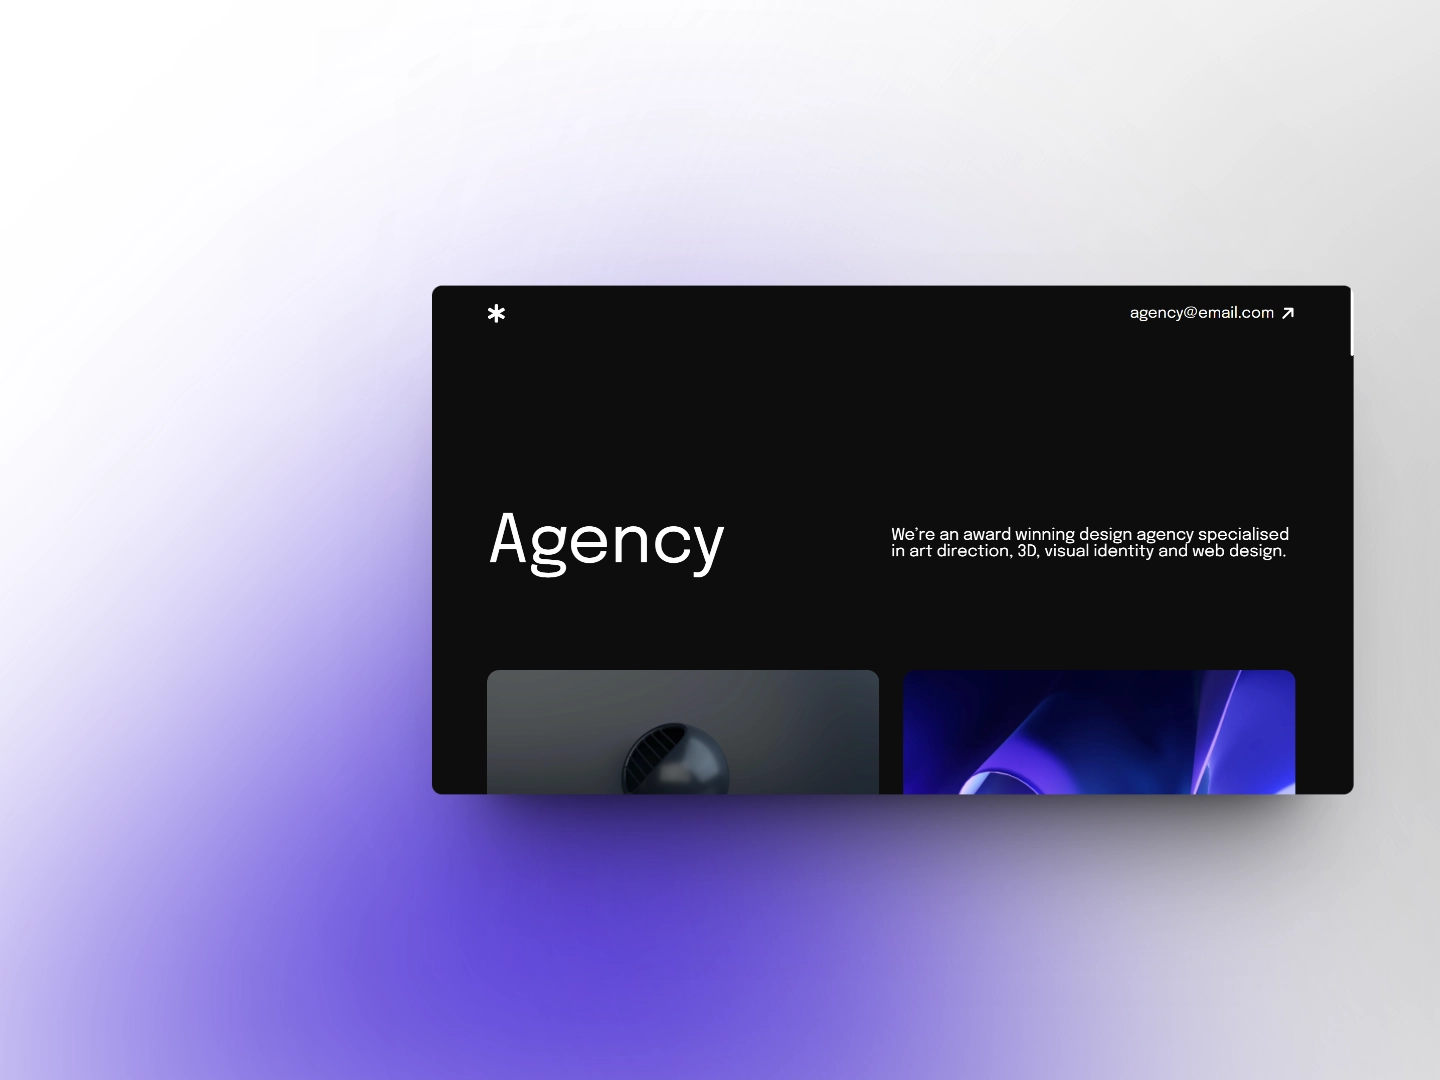 agency@email.com
Agency
We're an award winning design agency specialised
in art direction, 3D, visual identity and web design.